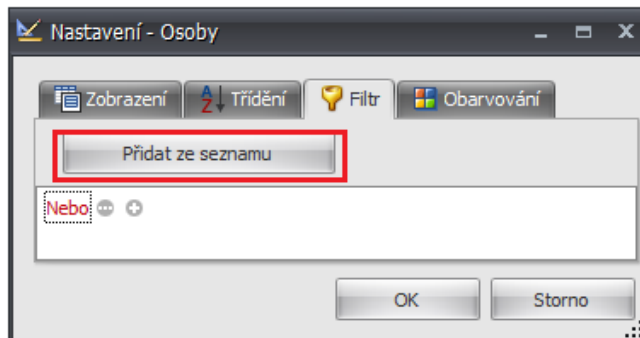 Nastavení - Osoby
Zobrazení Třídění Filtr Obarvování
Přidat ze seznamu
Nebo
OK Storno